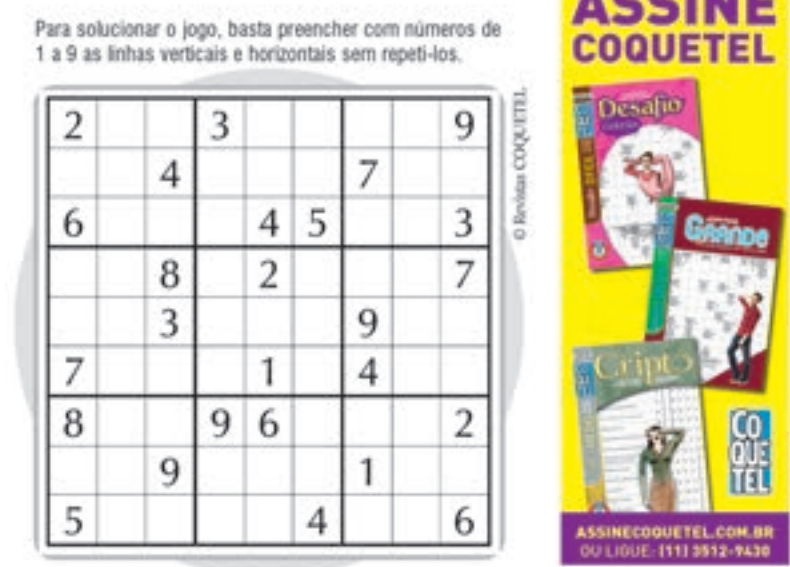 Para solucionar o jogo, basta preencher com números de
1 a 9 as linhas verticais e horizontais sem repeti-los.
2 3 9
4 7
6 4 5 3
8 2 7
3 9
7 1 4
8 9 6 2
9 1
5 4 6
© Revistas COQUETEL
ASSINE
COQUETEL
Desafio
GRANDE
Cripto
CO
QUE
TEL
ASSINECOQUETEL.COM.BR
OU LIGUE: (11) 3512-9430